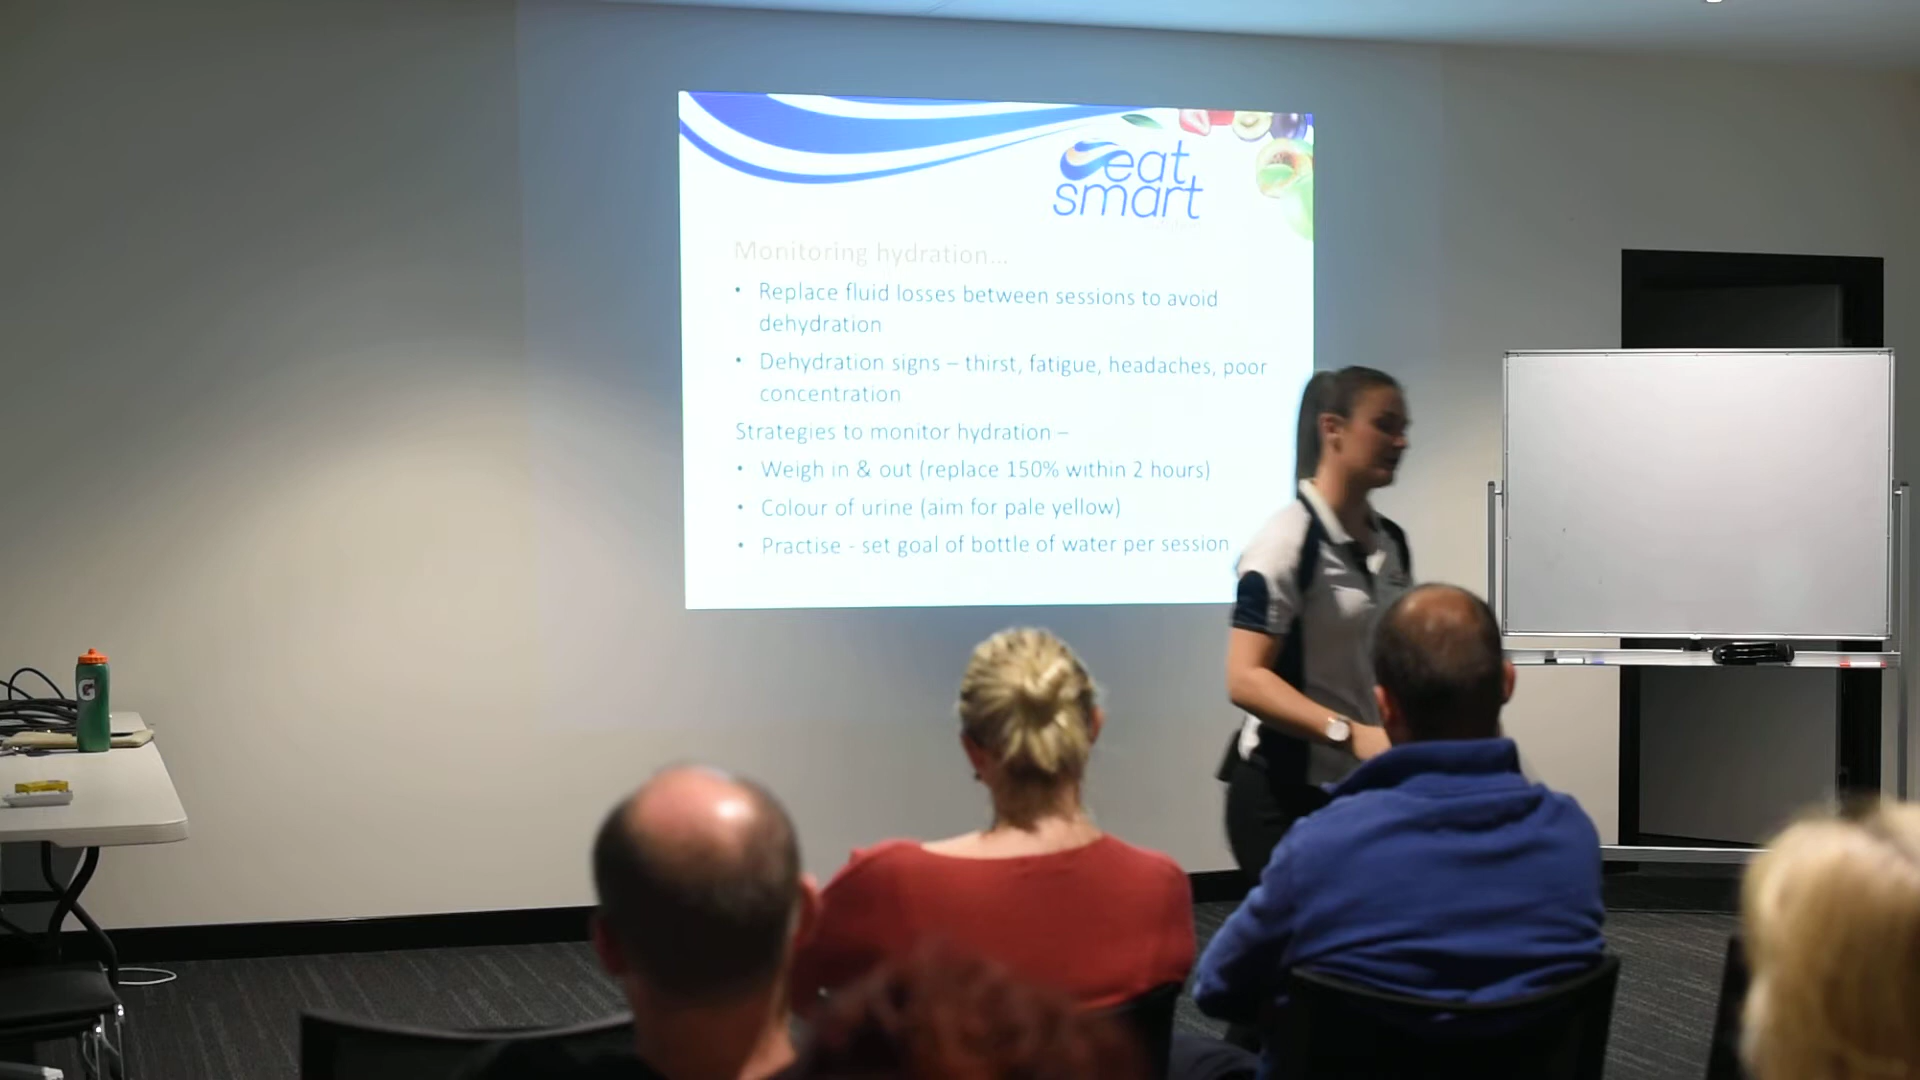 eat
smart
Monitoring hydration...
• Replace fluid losses between sessions to avoid
dehydration
• Dehydration signs – thirst, fatigue, headaches, poor
concentration
Strategies to monitor hydration –
• Weigh in & out (replace 150% within 2 hours)
• Colour of urine (aim for pale yellow)
• Practise - set goal of bottle of water per session
G